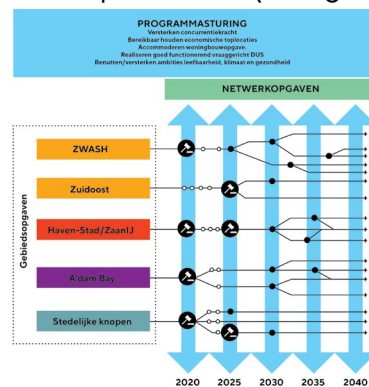 PROGRAMMASTURING
Versterken concurrentiekracht
Bereikbaar houden economische toplocaties
Accommoderen woningbouwopgave.
Realiseren goed functionerend vraaggericht DUS
Benutten/versterken ambities leefbaarheid, klimaat en gezondheid
NETWERKOPGAVEN
Gebiedsopgaven
ZWASH
Zuidoost
Haven-Stad/ZaanIJ
A'dam Bay
Stedelijke knopen
2020 2025 2030 2035 2040